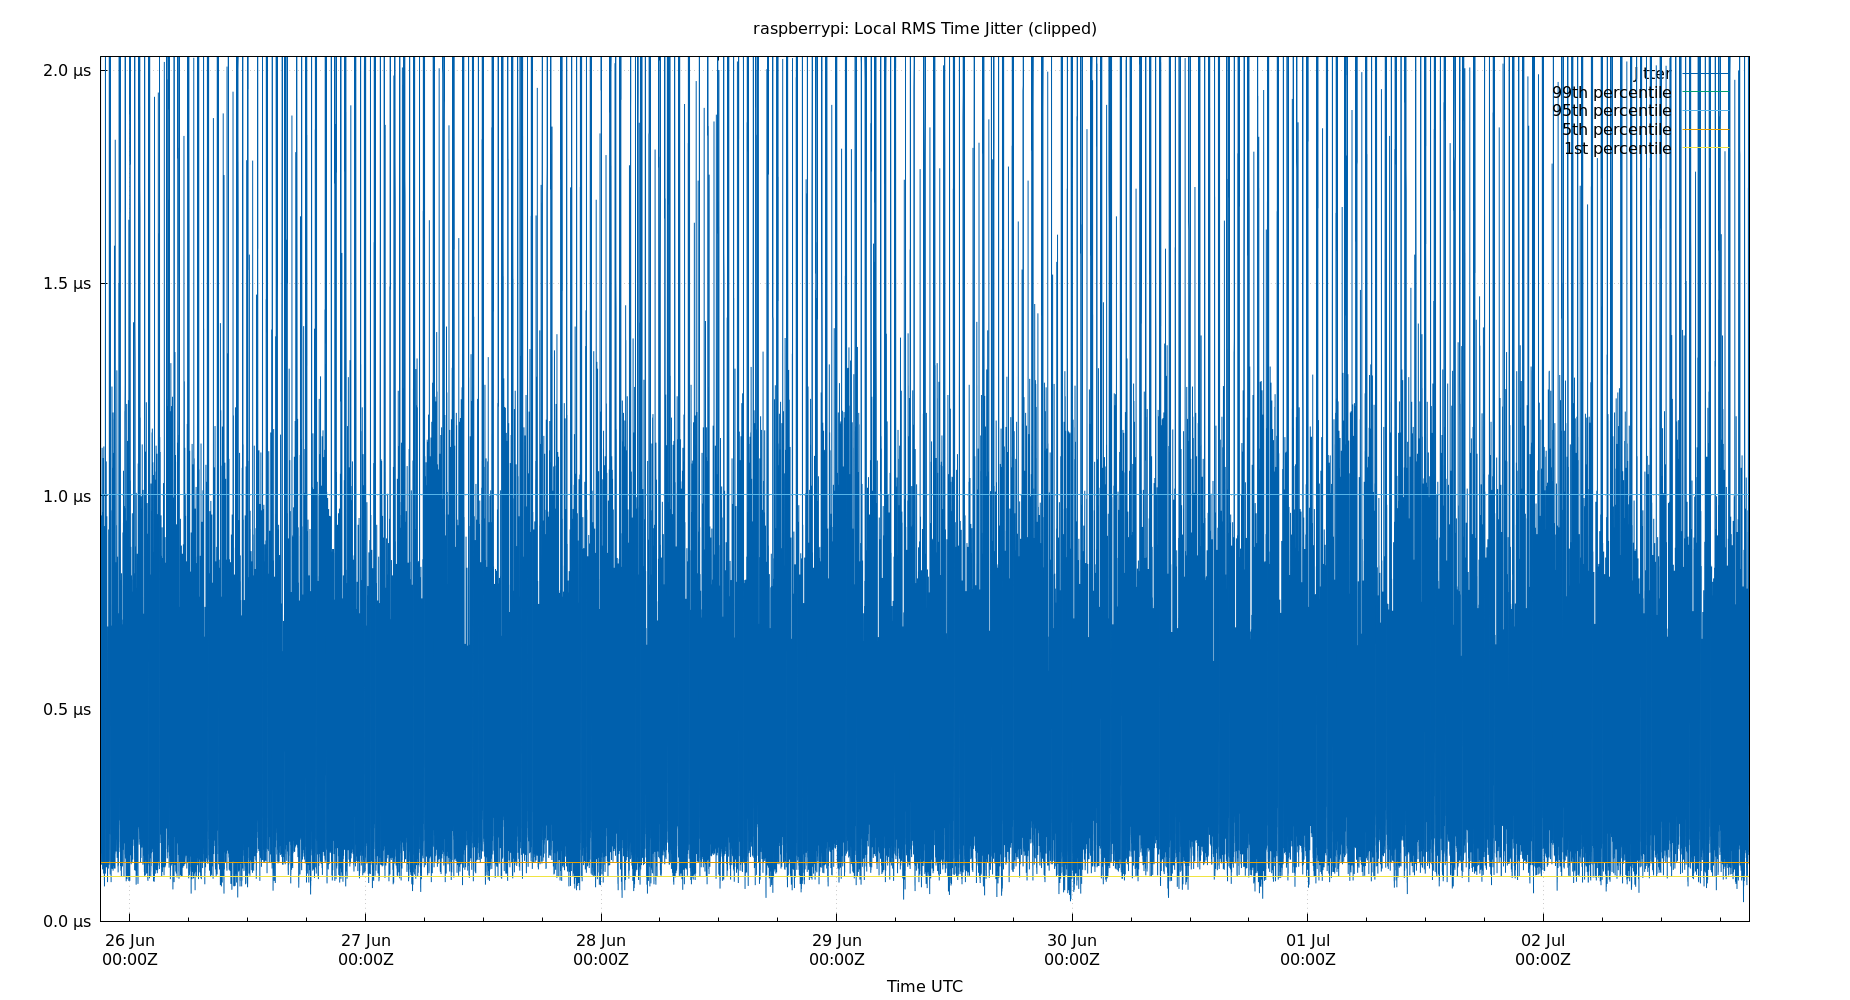 raspberrypi: Local RMS Time Jitter (clipped)
2.0 µs
1.5 µs
1.0 µs
0.5 µs
0.0 µs
Jitter
99th percentile
95th percentile
5th percentile
1st percentile
26 Jun 27 Jun 28 Jun 29 Jun 30 Jun 01 Jul 02 Jul
00:00Z 00:00Z 00:00Z 00:00Z 00:00Z 00:00Z 00:00Z
Time UTC